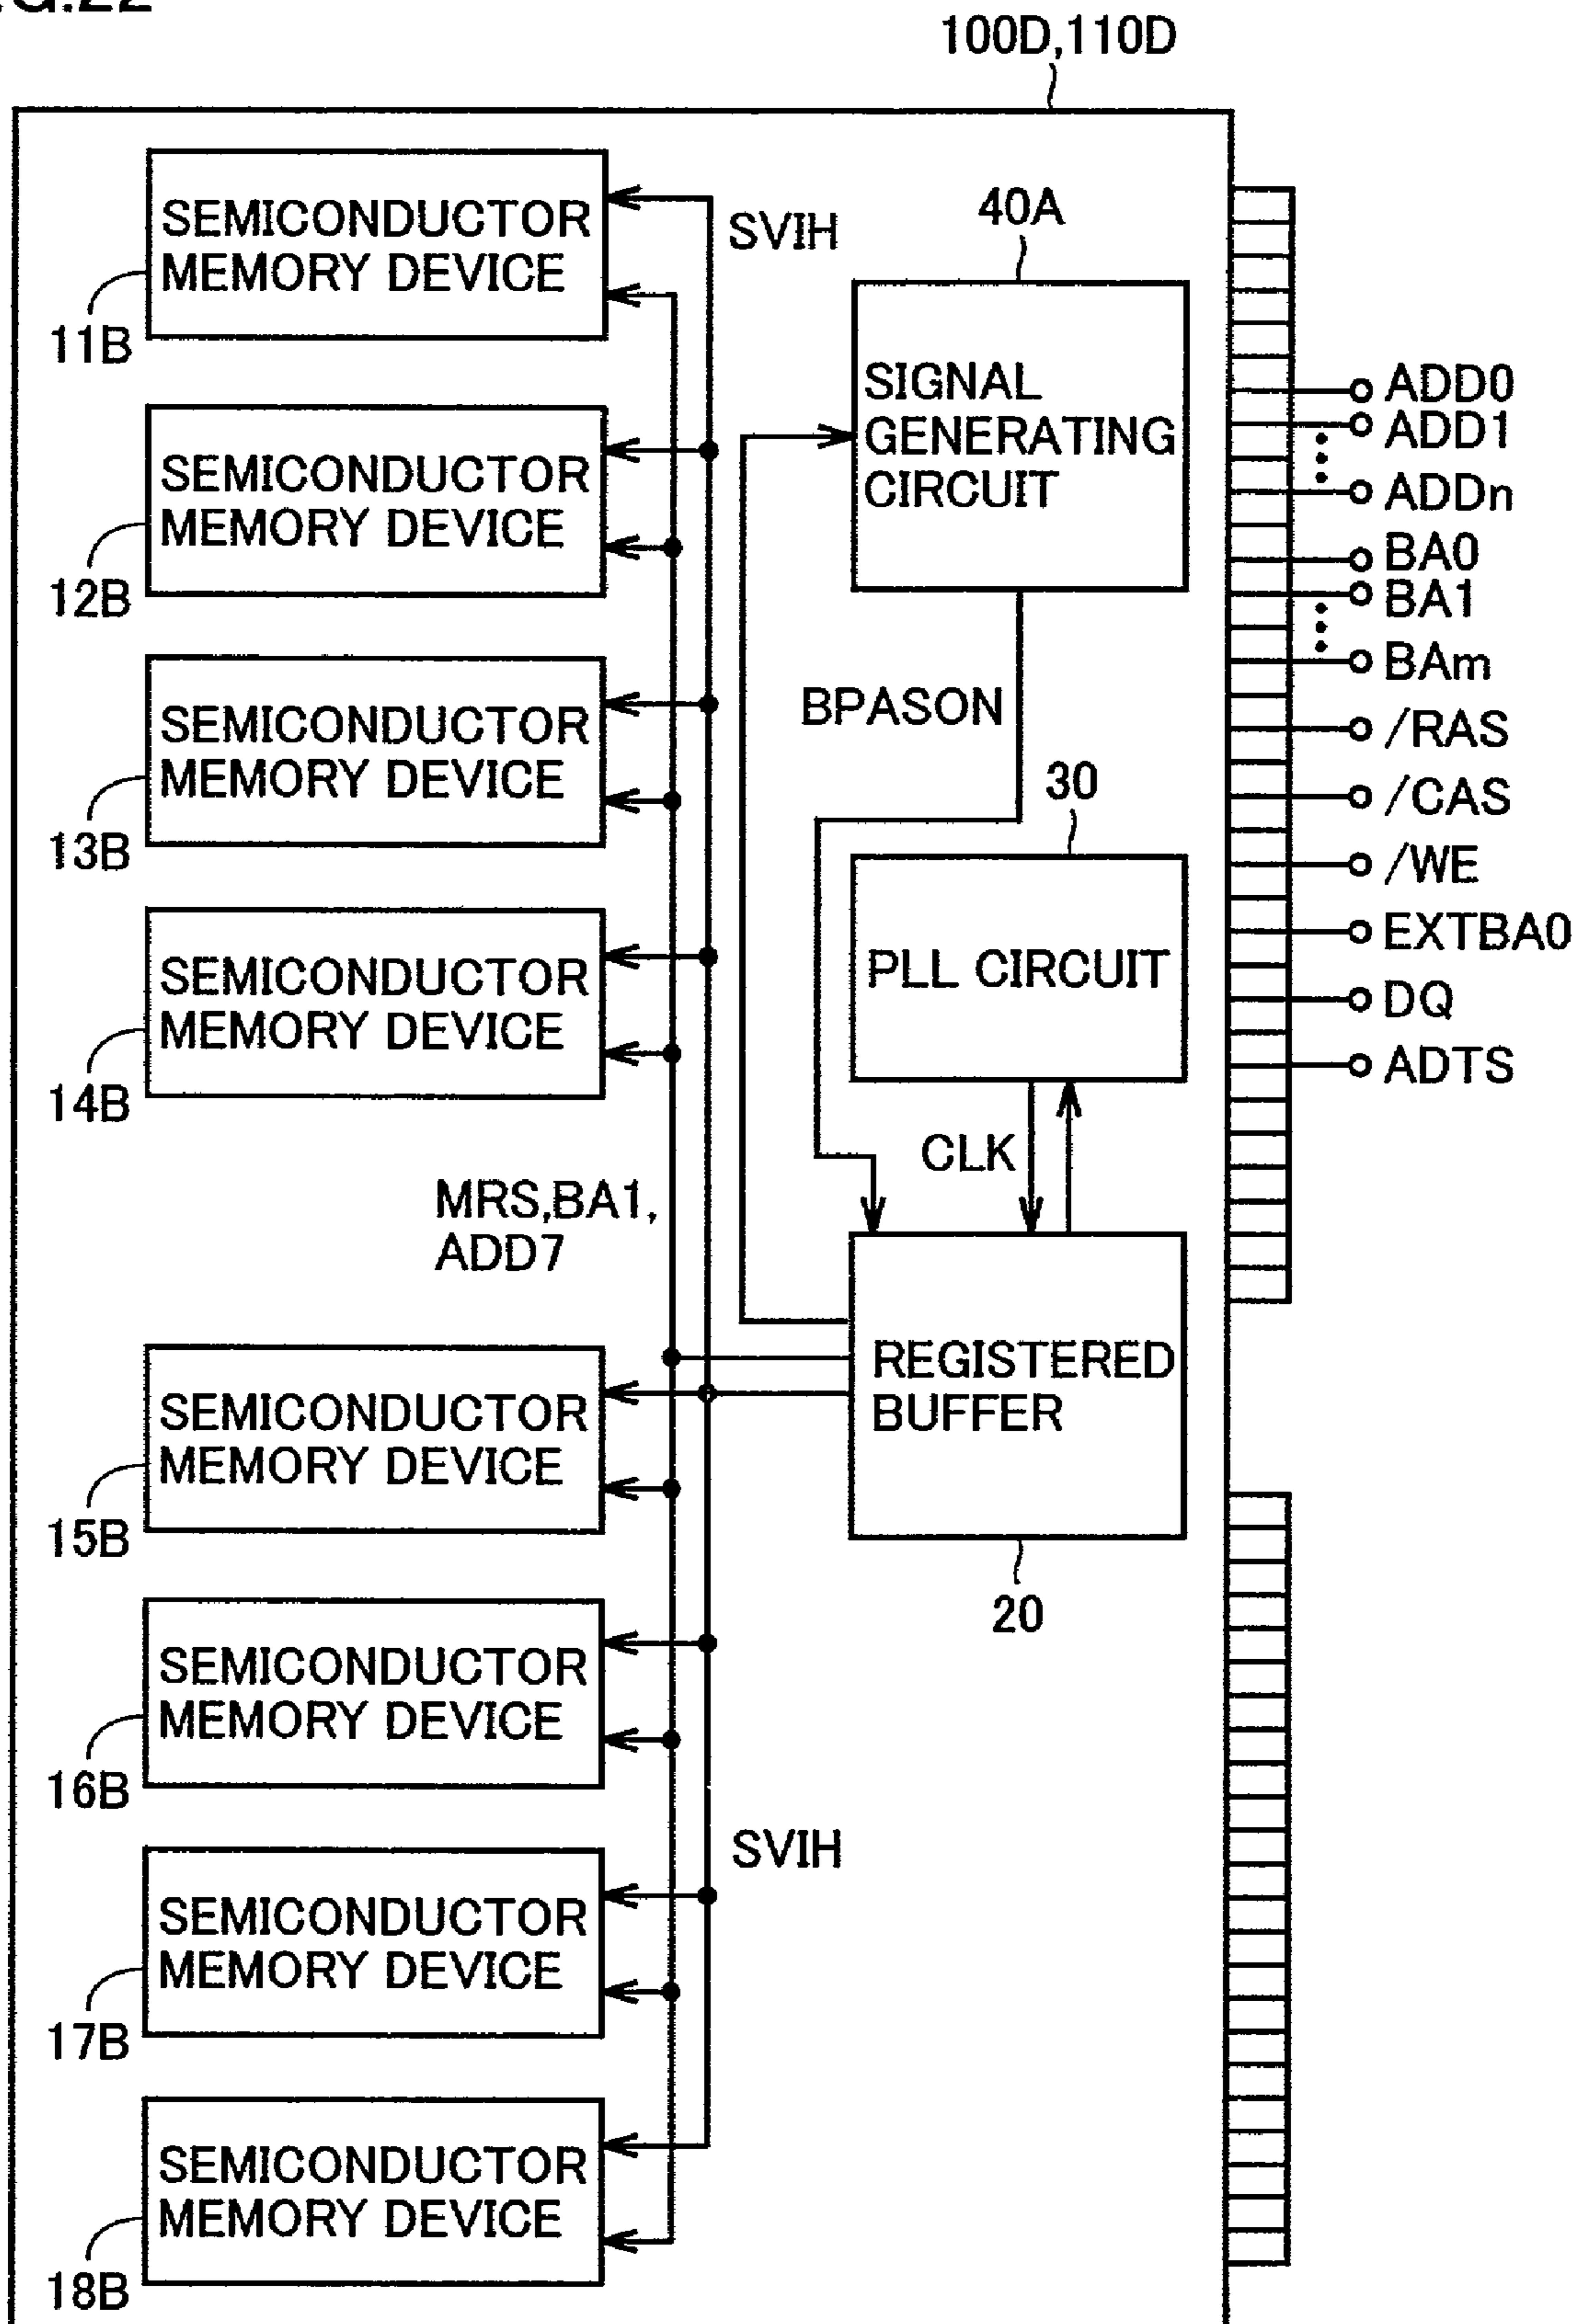 G.22
100D,110D
SEMICONDUCTOR
MEMORY DEVICE
11B
SVIH
40A
SIGNAL
GENERATING
CIRCUIT
ADD0
ADD1
ADDn
BA0
BA1
BAm
/RAS
/CAS
/WE
EXTBA0
DQ
ADTS
SEMICONDUCTOR
MEMORY DEVICE
12B
SEMICONDUCTOR
MEMORY DEVICE
13B
BPASON
30
PLL CIRCUIT
SEMICONDUCTOR
MEMORY DEVICE
14B
CLK
MRS,BA1,
ADD7
REGISTERED
BUFFER
20
SEMICONDUCTOR
MEMORY DEVICE
15B
SEMICONDUCTOR
MEMORY DEVICE
16B
SVIH
SEMICONDUCTOR
MEMORY DEVICE
17B
SEMICONDUCTOR
MEMORY DEVICE
18B